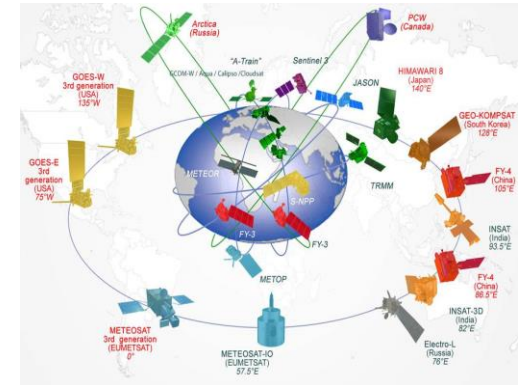 Arctica
(Russia)
PCW
(Canada)
"A-Train"
GCOM-W / Aqua / Calipso / Cloudsat
Sentinel 3
JASON
GOES-W
3rd generation
(USA)
135°W
HIMAWARI 8
(Japan)
140°E
GEO-KOMPSAT
(South Korea)
128°E
GOES-E
3rd
generation
(USA)
75°W
METEOR
TRMM
FY-4
(China)
105°E
S-NPP
FY-3
FY-3
INSAT
(India)
93.5°E
METOP
FY-4
(China)
86.5°E
INSAT-3D
(India)
82°E
METEOSAT
3rd generation
(EUMETSAT)
0°
METEOSAT-IO
(EUMETSAT)
57.5°E
Electro-L
(Russia)
76°E